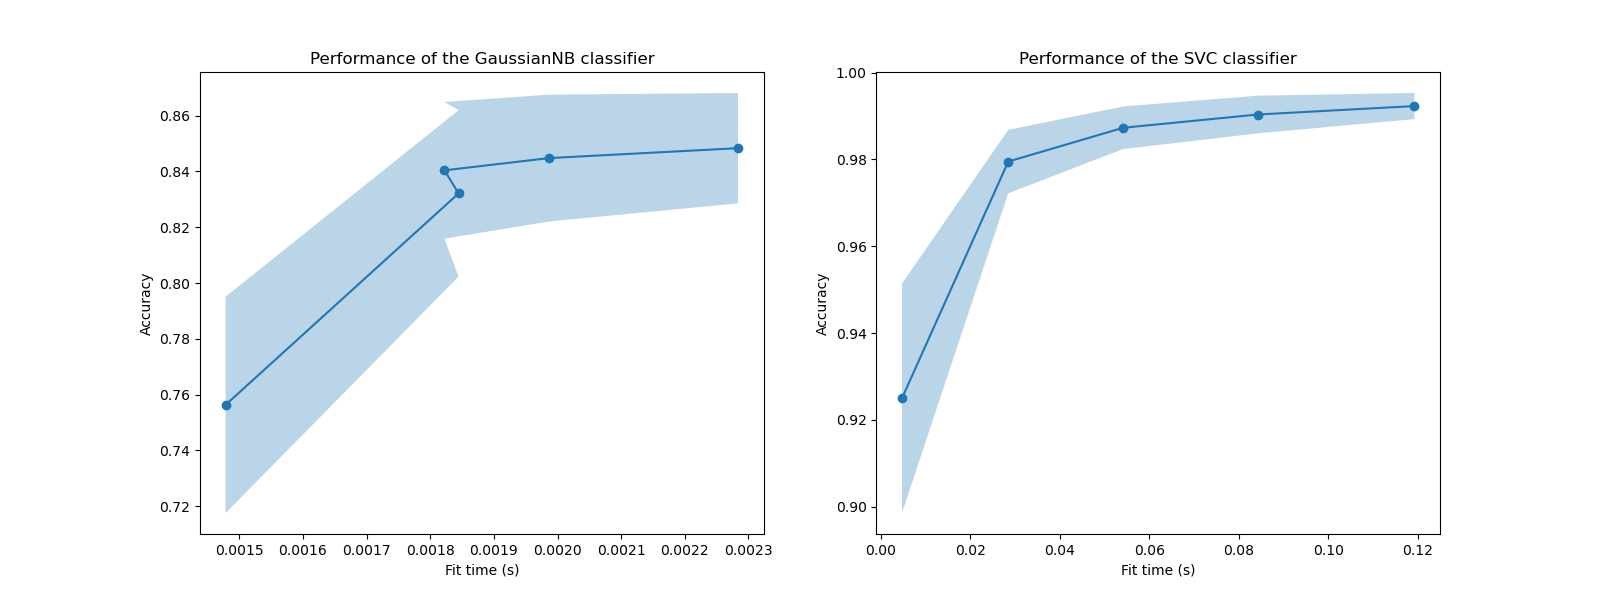 Performance of the GaussianNB classifier
0.86
0.84
0.82
0.80
0.78
0.76
0.74
0.72
Accuracy
0.0015 0.0016 0.0017 0.0018 0.0019 0.0020 0.0021 0.0022 0.0023
Fit time (s)
Performance of the SVC classifier
1.00
0.98
0.96
0.94
0.92
0.90
Accuracy
0.00 0.02 0.04 0.06 0.08 0.10 0.12
Fit time (s)